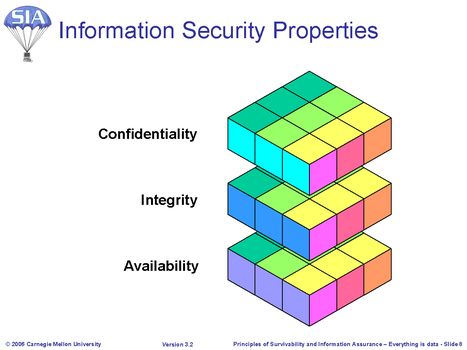 SIA
Information Security Properties
Confidentiality
Integrity
Availability
© 2006 Carnegie Mellon University
Version 3.2
Principles of Survivability and Information Assurance – Everything is data - Slide 8